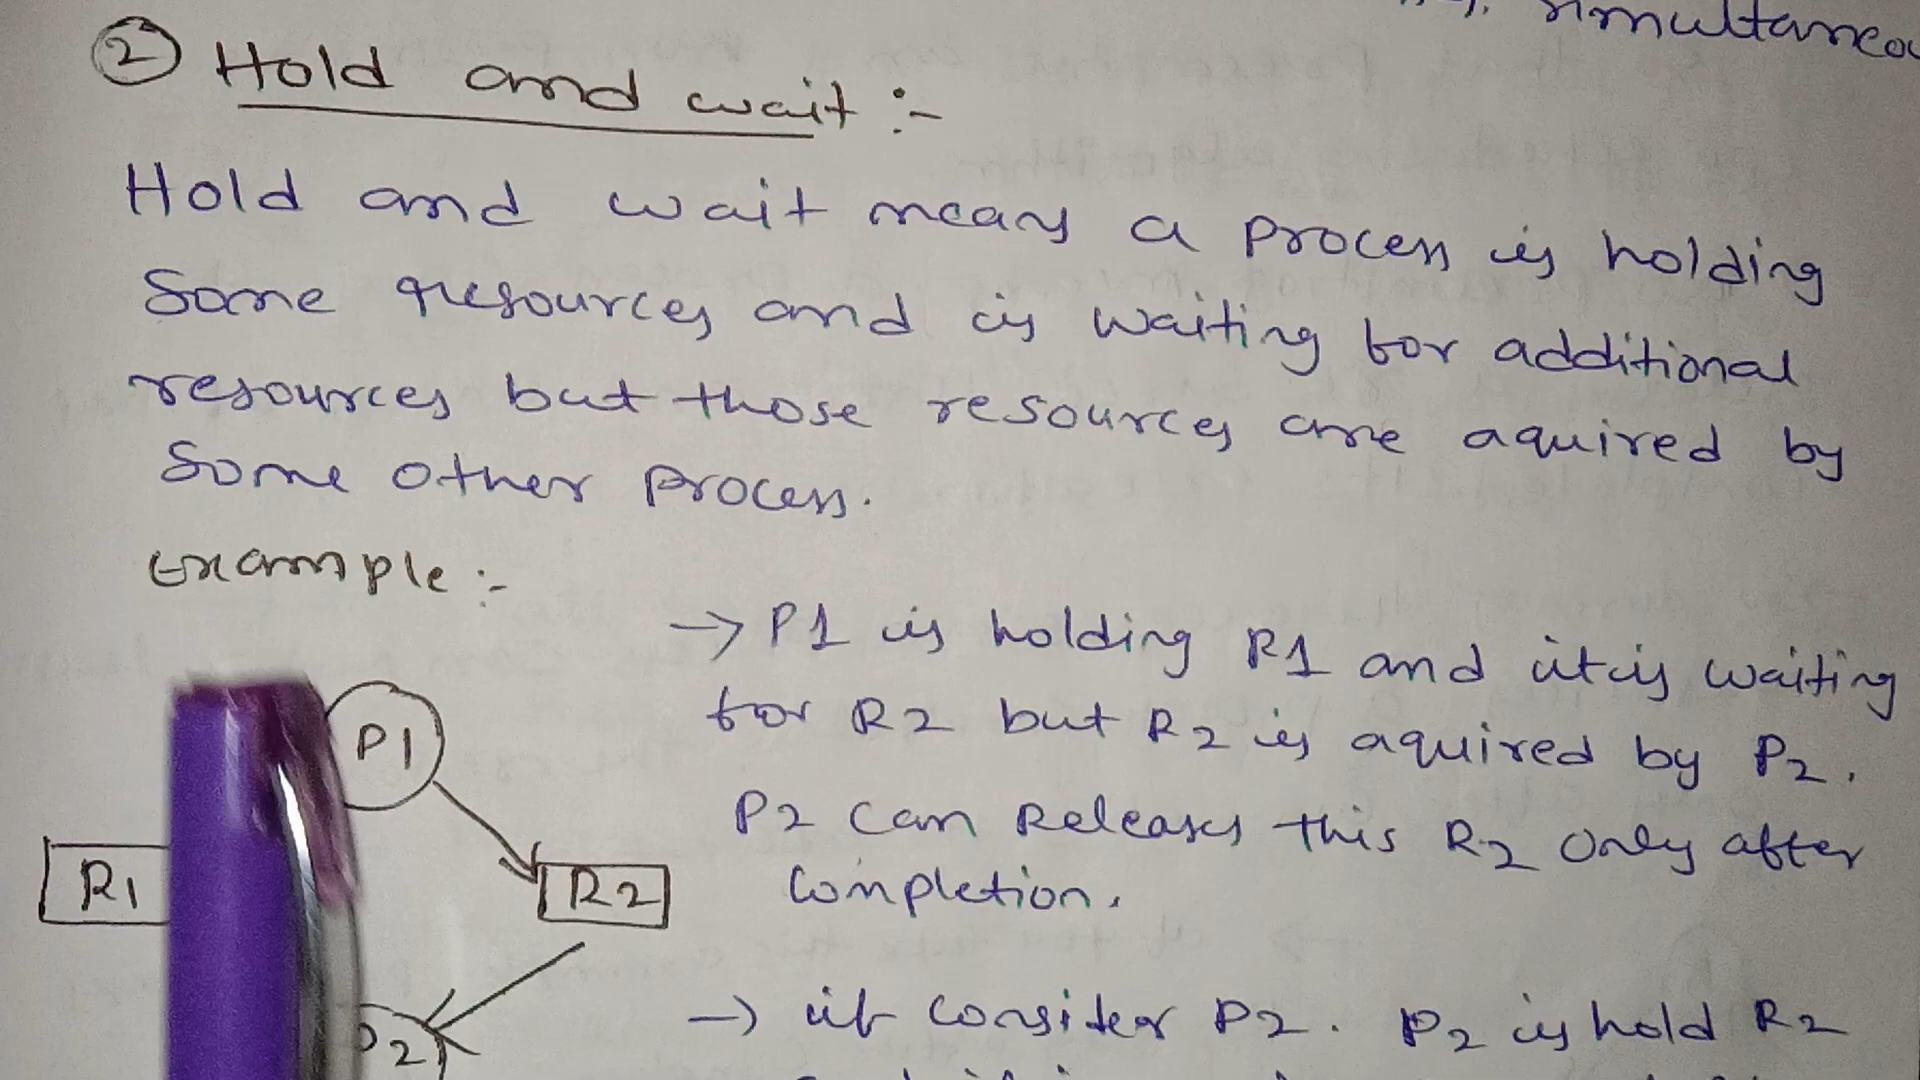 simultaneou
② Hold and wait :-
Hold and wait means a process is holding
Some resources and is waiting for additional
resources but those resources are aquired by
Some other process.
Example :-
→ P1 is holding R1 and it is waiting
for R2 but R2 is aquired by P2.
P2 can Releases this R2 only after
Completion.
P1
R1
R2
P2
→ if consider P2. P2 is hold R2